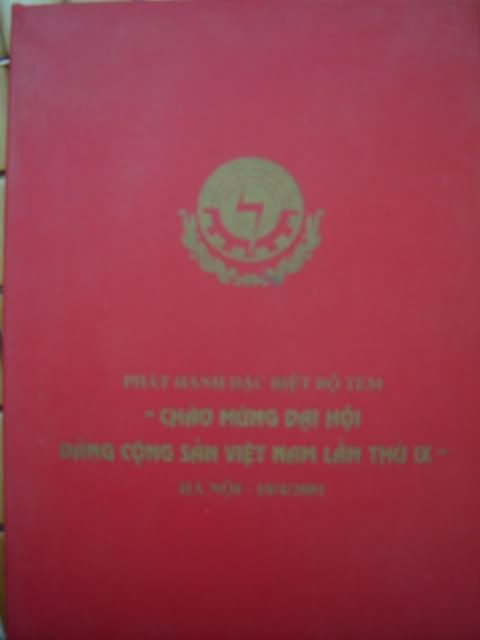 PHÁT HÀNH ĐẶC BIỆT BỘ TEM
"CHÀO MỪNG ĐẠI HỘI
ĐẢNG CỘNG SẢN VIỆT NAM LẦN THỨ IX"
HÀ NỘI - 18/4/2001